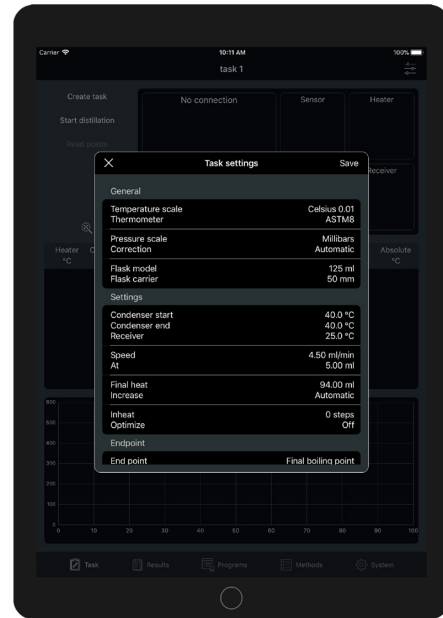 Carrier 10:11 AM 100%
task 1
Create task
No connection Sensor Heater
Start distillation
Read points
Receiver
Heater
°C
Absolute
°C
Task settings Save
General
Temperature scale Celsius 0.01
Thermometer ASTM8
Pressure scale Millibars
Correction Automatic
Flask model 125 ml
Flask carrier 50 mm
Settings
Condenser start 40.0 °C
Condenser end 40.0 °C
Receiver 25.0 °C
Speed 4.50 ml/min
At 5.00 ml
Final heat 94.00 ml
Increase Automatic
Inheat 0 steps
Optimize Off
Endpoint
End point Final boiling point
600
500
400
300
200
100
0
0 10 20 30 40 50 60 70 80 90 100
Task Results Programs Methods System